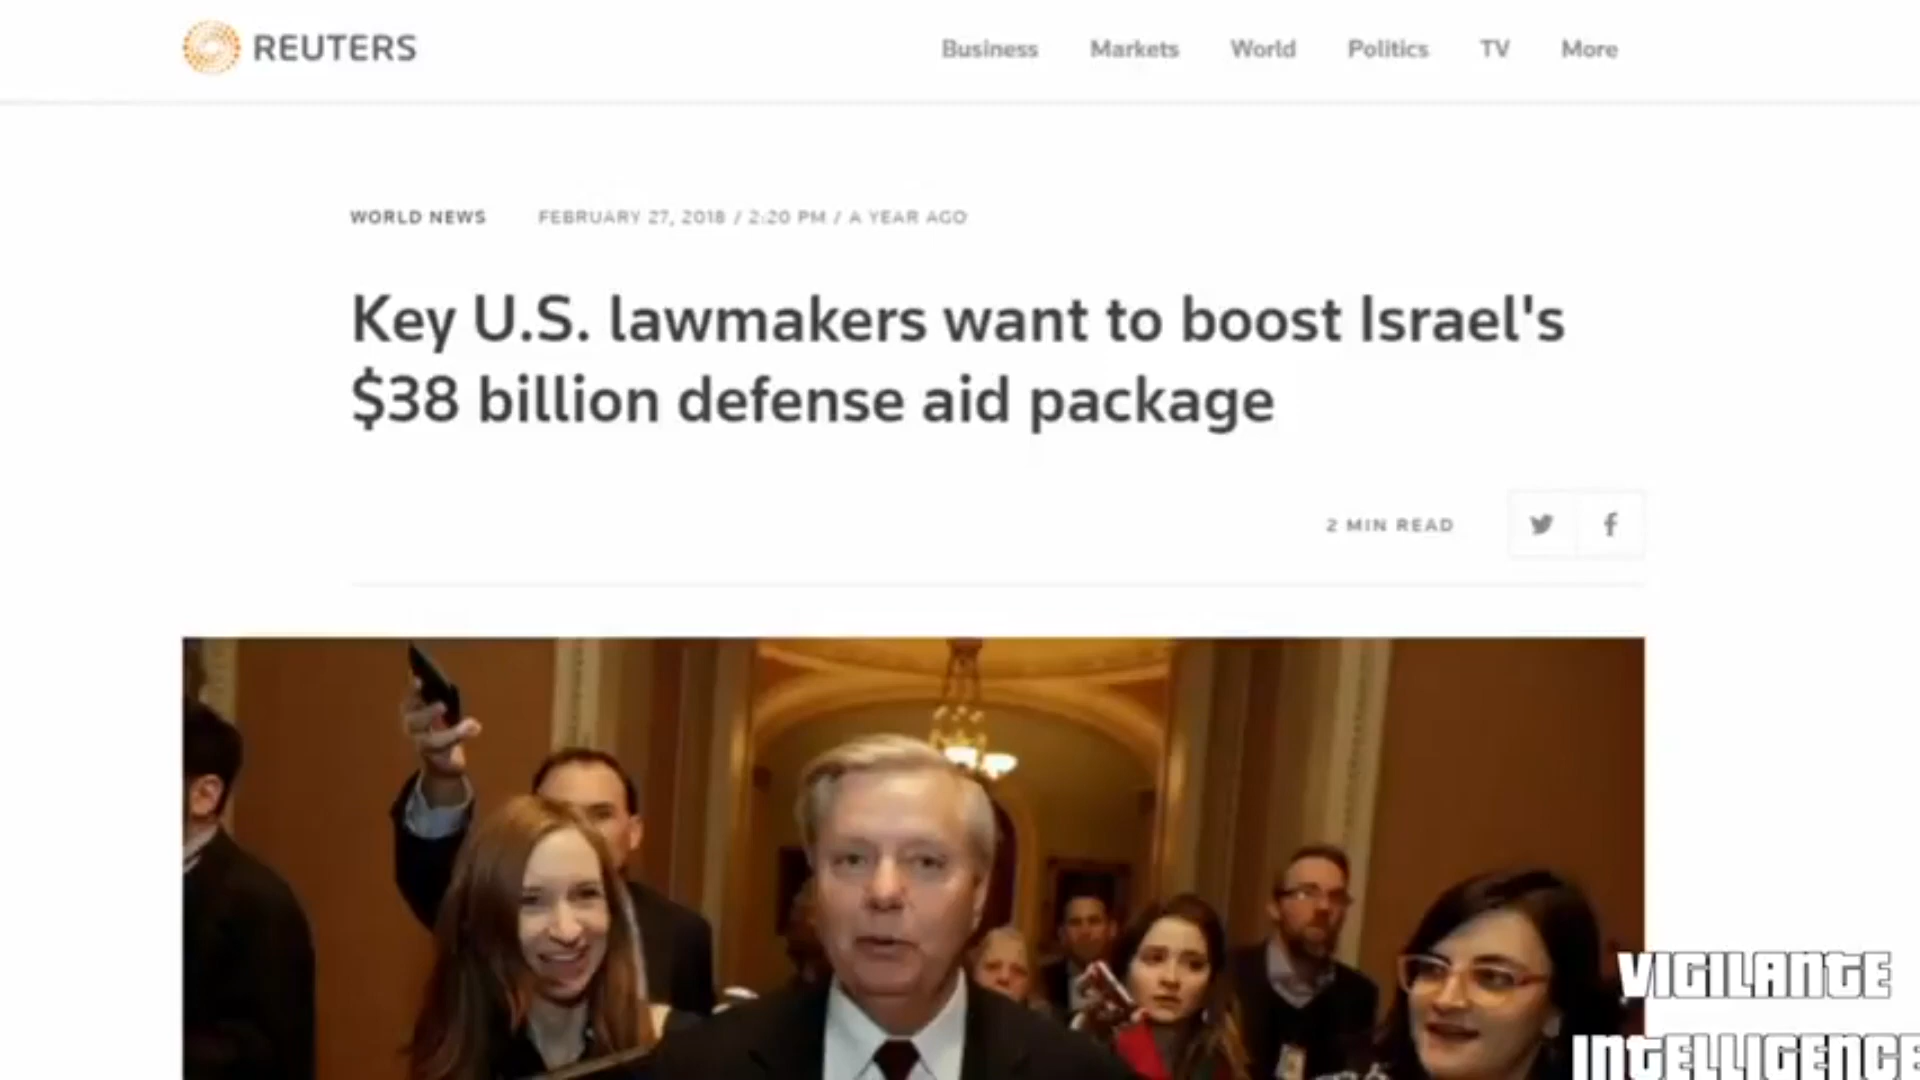 REUTERS
Business Markets World Politics TV More
WORLD NEWS FEBRUARY 27, 2018 / 2:20 PM / A YEAR AGO
Key U.S. lawmakers want to boost Israel's
$38 billion defense aid package
2 MIN READ
VIGILANTE
INTELLIGENCE